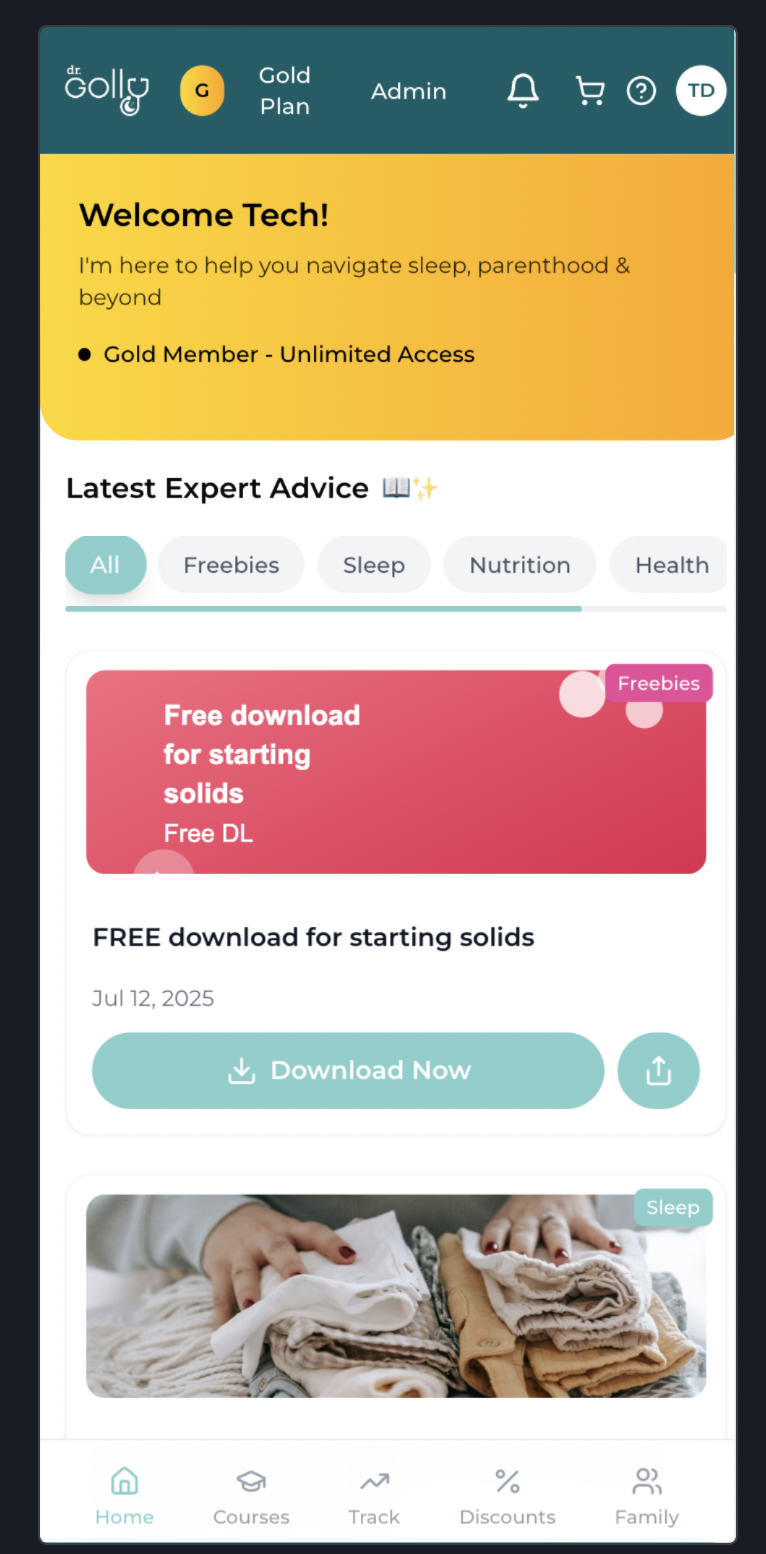 dr.
Golly
G
Gold
Plan
Admin
TD
Welcome Tech!
I'm here to help you navigate sleep, parenthood &
beyond
Gold Member - Unlimited Access
Latest Expert Advice
All
Freebies
Sleep
Nutrition
Health
Freebies
Free download
for starting
solids
Free DL
FREE download for starting solids
Jul 12, 2025
Download Now
Sleep
Home
Courses
Track
Discounts
Family